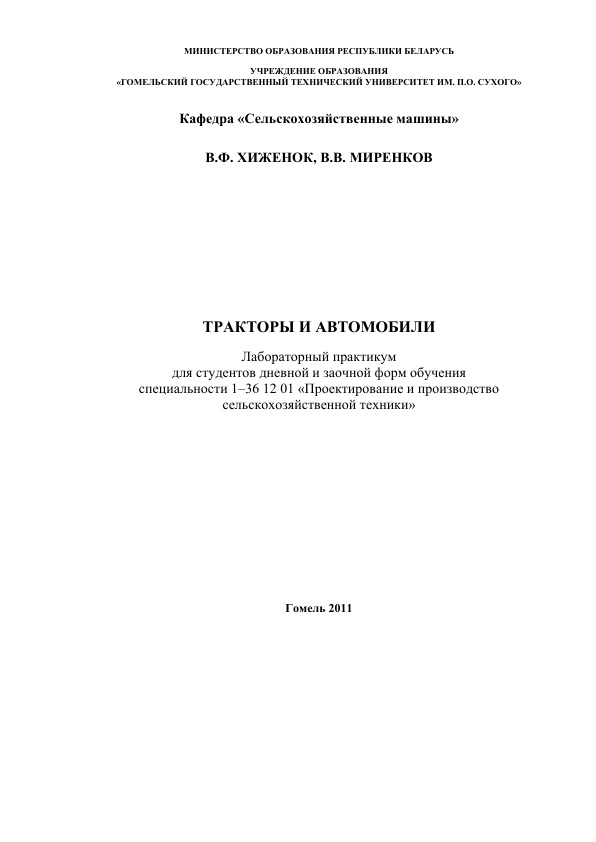 МИНИСТЕРСТВО ОБРАЗОВАНИЯ РЕСПУБЛИКИ БЕЛАРУСЬ
УЧРЕЖДЕНИЕ ОБРАЗОВАНИЯ
«ГОМЕЛЬСКИЙ ГОСУДАРСТВЕННЫЙ ТЕХНИЧЕСКИЙ УНИВЕРСИТЕТ ИМ. П.О. СУХОГО»
Кафедра «Сельскохозяйственные машины»
В.Ф. ХИЖЕНОК, В.В. МИРЕНКОВ
ТРАКТОРЫ И АВТОМОБИЛИ
Лабораторный практикум
для студентов дневной и заочной форм обучения
специальности 1–36 12 01 «Проектирование и производство
сельскохозяйственной техники»
Гомель 2011